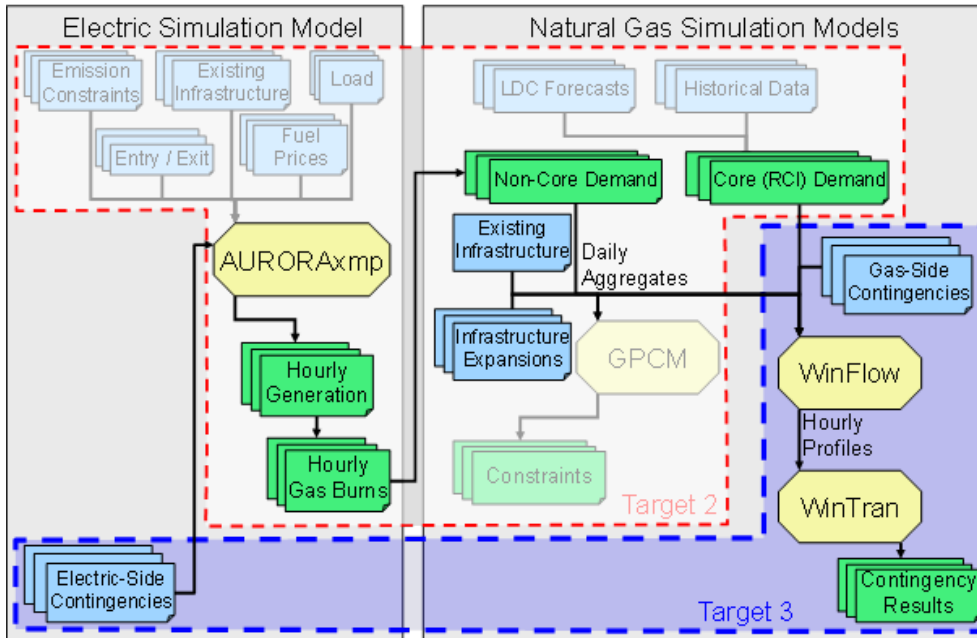 Electric Simulation Model
Natural Gas Simulation Models
Emission
Constraints
Existing
Infrastructure
Load
Entry / Exit
Fuel
Prices
AURORAxmp
Hourly
Generation
Hourly
Gas Burns
Electric-Side
Contingencies
LDC Forecasts
Historical Data
Non-Core Demand
Core (RCI) Demand
Existing
Infrastructure
Daily
Aggregates
Infrastructure
Expansions
GPCM
Constraints
Target 2
Gas-Side
Contingencies
WinFlow
Hourly
Profiles
WinTran
Contingency
Results
Target 3